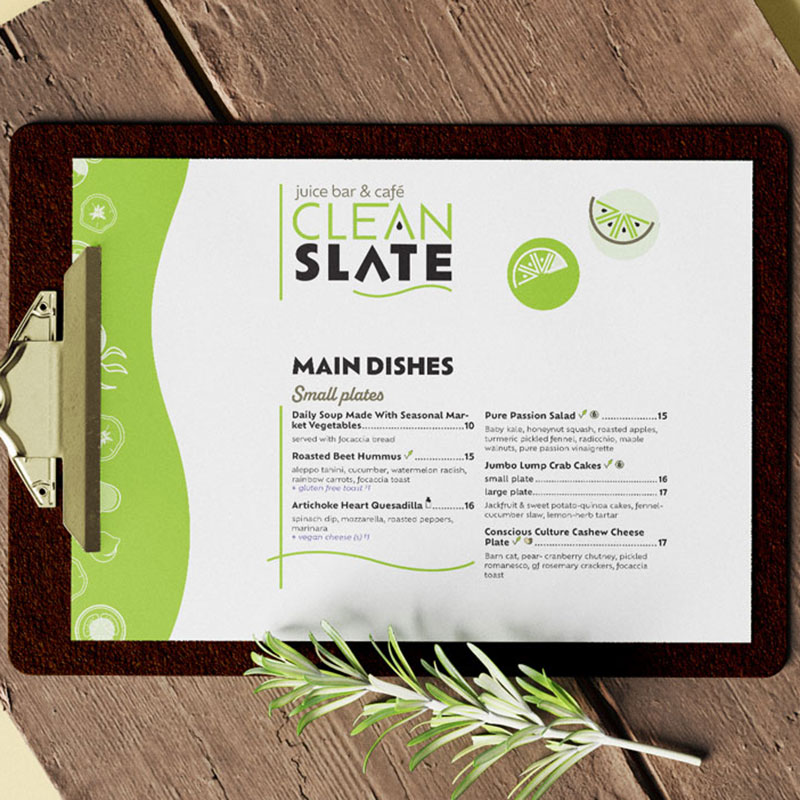 juice bar & café
CLEAN
SLATE
MAIN DISHES
Small plates
Daily Soup Made With Seasonal Mar-
ket Vegetables 10
served with focaccia bread
Roasted Beet Hummus 15
aleppo tahini, cucumber, watermelon radish,
rainbow carrots, focaccia toast
+ gluten free toast $1
Artichoke Heart Quesadilla 16
spinach dip, mozzarella, roasted peppers,
marinara
+ vegan cheese (s) $1
Pure Passion Salad 15
Baby kale, honeynut squash, roasted apples,
turmeric pickled fennel, radicchio, maple
walnuts, pure passion vinaigrette
Jumbo Lump Crab Cakes
small plate 16
large plate 17
Jackfruit & sweet potato-quinoa cakes, fennel-
cucumber slaw, lemon-herb tartar
Conscious Culture Cashew Cheese
Plate 17
Barn cat, pear- cranberry chutney, pickled
romanesco, gf rosemary crackers, focaccia
toast